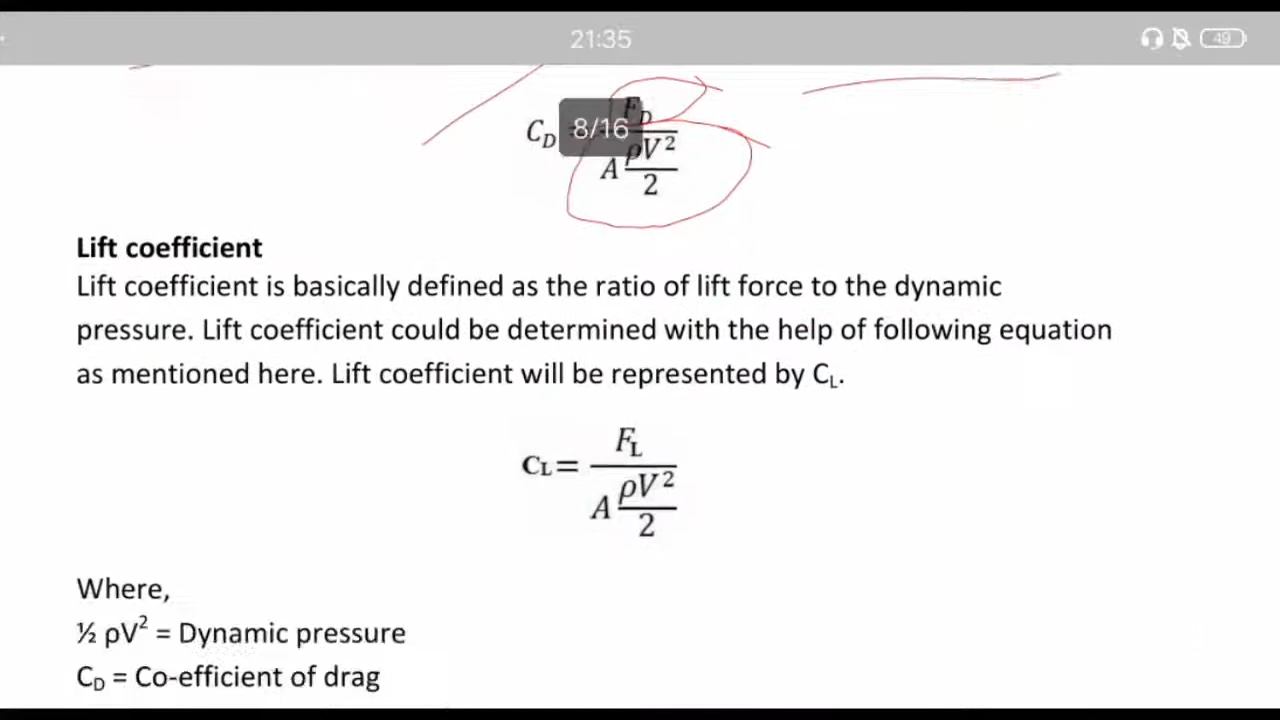 21:35
49
8/16
C_D = F_D / (A ρV²/2)
Lift coefficient
Lift coefficient is basically defined as the ratio of lift force to the dynamic
pressure. Lift coefficient could be determined with the help of following equation
as mentioned here. Lift coefficient will be represented by C_L.
C_L= F_L / (A ρV²/2)
Where,
½ ρV² = Dynamic pressure
C_D = Co-efficient of drag